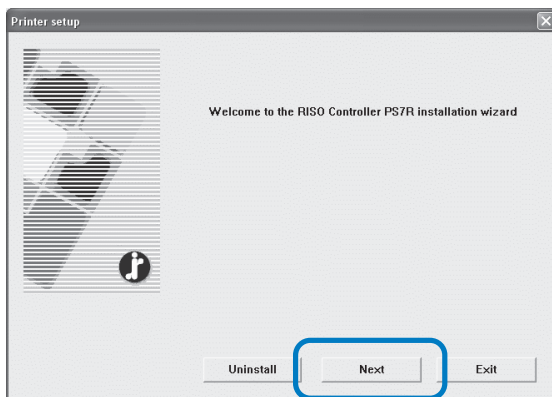 Printer setup
Welcome to the RISO Controller PS7R installation wizard
Uninstall
Next
Exit